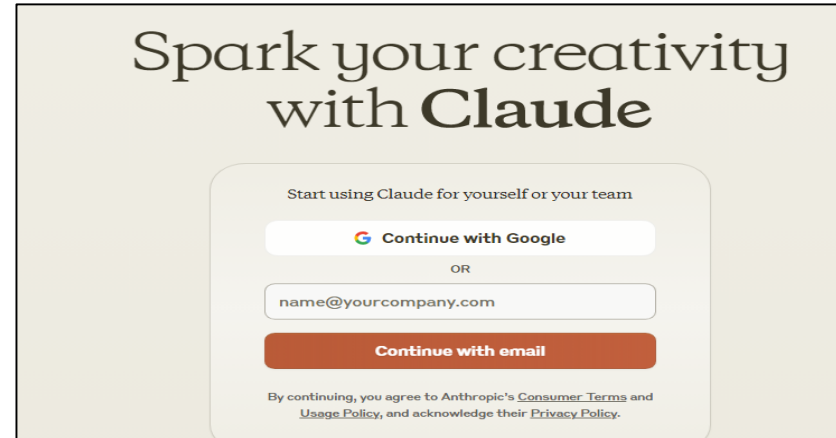 Spark your creativity
with Claude
Start using Claude for yourself or your team
Continue with Google
OR
name@yourcompany.com
Continue with email
By continuing, you agree to Anthropic's Consumer Terms and
Usage Policy, and acknowledge their Privacy Policy.